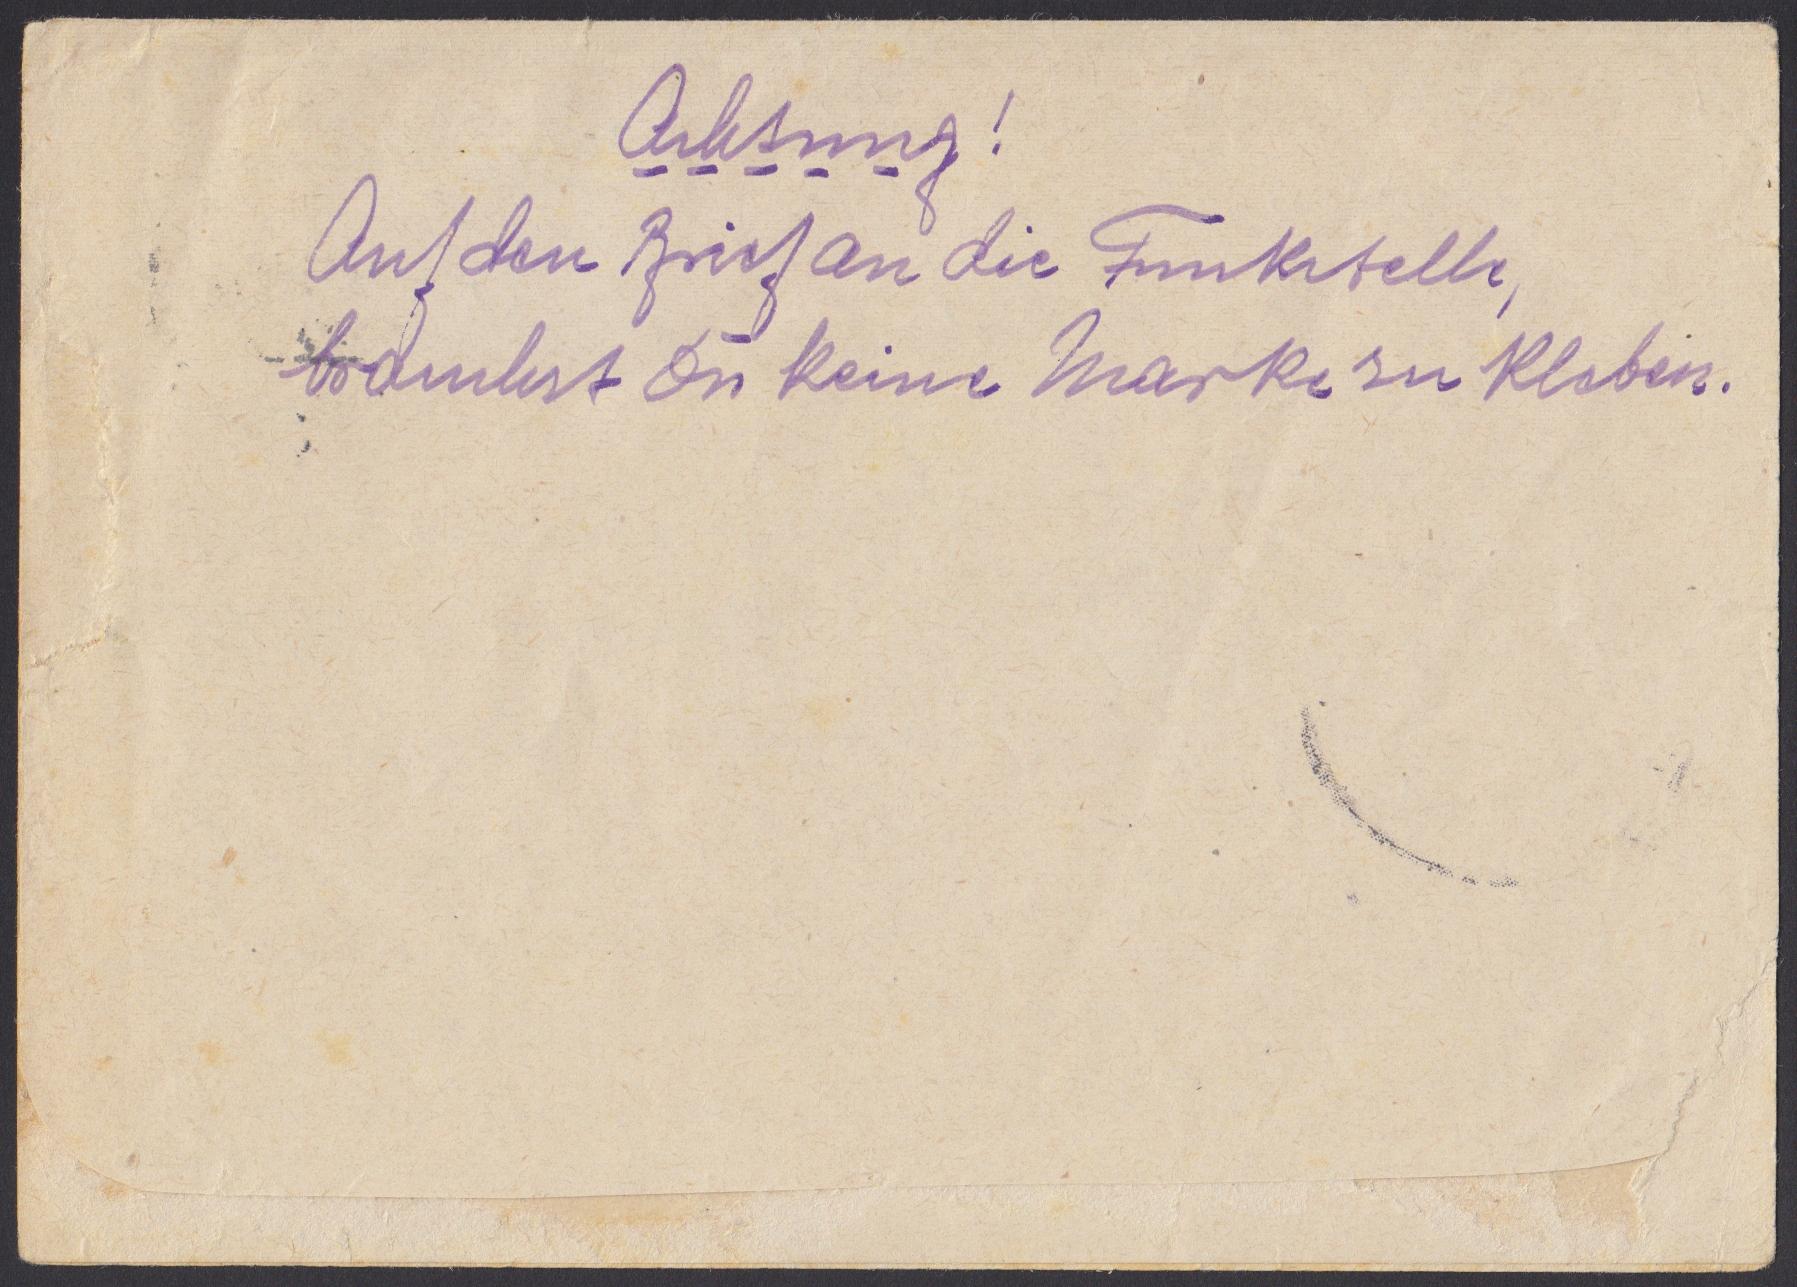 Achtung!
Auf den Brief an die Funkstelle,
brauchst Du keine Marke zu kleben.